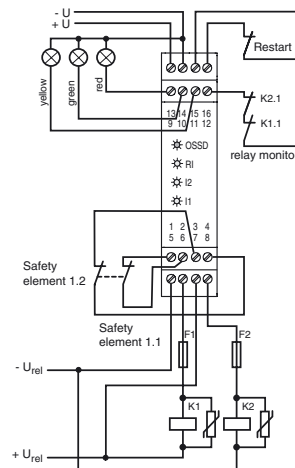 - U
+ U
Restart
yellow
green
red
K2.1
13 14 15 16
9 10 11 12
K1.1
relay monito
OSSD
RI
I2
I1
1 2 3 4
5 6 7 8
Safety
element 1.2
Safety
element 1.1
F1
F2
- Urel
K1
K2
+ Urel